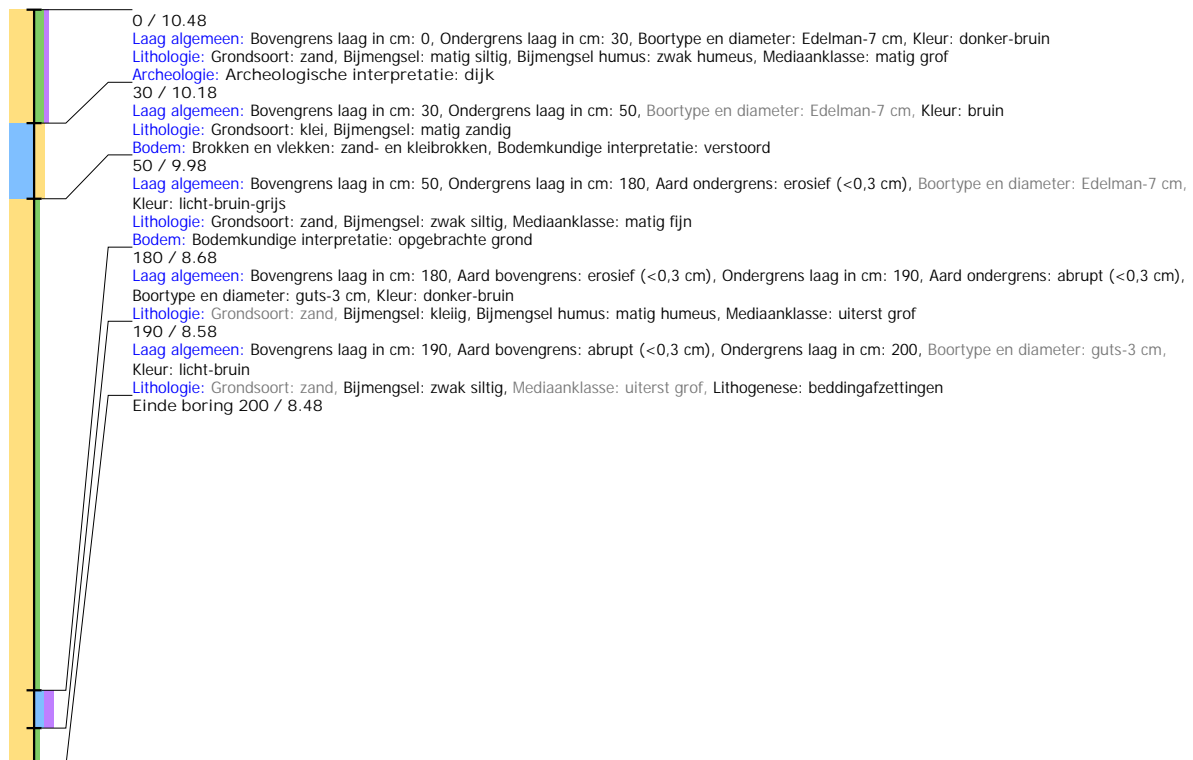 0 / 10.48
Laag algemeen: Bovengrens laag in cm: 0, Ondergrens laag in cm: 30, Boortype en diameter: Edelman-7 cm, Kleur: donker-bruin
Lithologie: Grondsoort: zand, Bijmengsel: matig siltig, Bijmengsel humus: zwak humeus, Mediaanklasse: matig grof
Archeologie: Archeologische interpretatie: dijk
30 / 10.18
Laag algemeen: Bovengrens laag in cm: 30, Ondergrens laag in cm: 50, Boortype en diameter: Edelman-7 cm, Kleur: bruin
Lithologie: Grondsoort: klei, Bijmengsel: matig zandig
Bodem: Brokken en vlekken: zand- en kleibrokken, Bodemkundige interpretatie: verstoord
50 / 9.98
Laag algemeen: Bovengrens laag in cm: 50, Ondergrens laag in cm: 180, Aard ondergrens: erosief (<0,3 cm), Boortype en diameter: Edelman-7 cm,
Kleur: licht-bruin-grijs
Lithologie: Grondsoort: zand, Bijmengsel: zwak siltig, Mediaanklasse: matig fijn
Bodem: Bodemkundige interpretatie: opgebrachte grond
180 / 8.68
Laag algemeen: Bovengrens laag in cm: 180, Aard bovengrens: erosief (<0,3 cm), Ondergrens laag in cm: 190, Aard ondergrens: abrupt (<0,3 cm),
Boortype en diameter: guts-3 cm, Kleur: donker-bruin
Lithologie: Grondsoort: zand, Bijmengsel: kleiig, Bijmengsel humus: matig humeus, Mediaanklasse: uiterst grof
190 / 8.58
Laag algemeen: Bovengrens laag in cm: 190, Aard bovengrens: abrupt (<0,3 cm), Ondergrens laag in cm: 200, Boortype en diameter: guts-3 cm,
Kleur: licht-bruin
Lithologie: Grondsoort: zand, Bijmengsel: zwak siltig, Mediaanklasse: uiterst grof, Lithogenese: beddingafzettingen
Einde boring 200 / 8.48